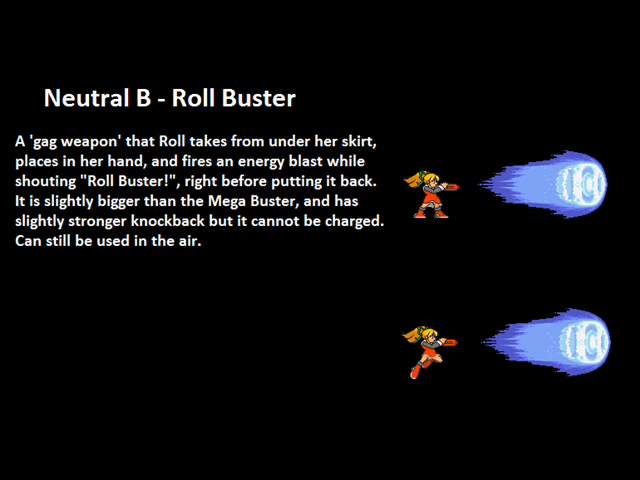 Neutral B - Roll Buster
A 'gag weapon' that Roll takes from under her skirt,
places in her hand, and fires an energy blast while
shouting "Roll Buster!", right before putting it back.
It is slightly bigger than the Mega Buster, and has
slightly stronger knockback but it cannot be charged.
Can still be used in the air.